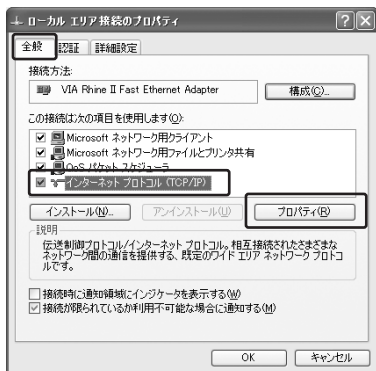 ローカル エリア接続のプロパティ
全般 認証 詳細設定
接続方法:
VIA Rhine II Fast Ethernet Adapter 構成(C)...
この接続は次の項目を使用します(O):
Microsoft ネットワーク用クライアント
Microsoft ネットワーク用ファイルとプリンタ共有
QoS パケット スケジューラ
インターネット プロトコル (TCP/IP)
インストール(N)... アンインストール(U) プロパティ(R)
説明
伝送制御プロトコル/インターネット プロトコル。相互接続されたさまざまな
ネットワーク間の通信を提供する、既定のワイド エリア ネットワーク プロトコ
ルです。
接続時に通知領域にインジケータを表示する(W)
接続が限られているか利用不可能な場合に通知する(M)
OK キャンセル